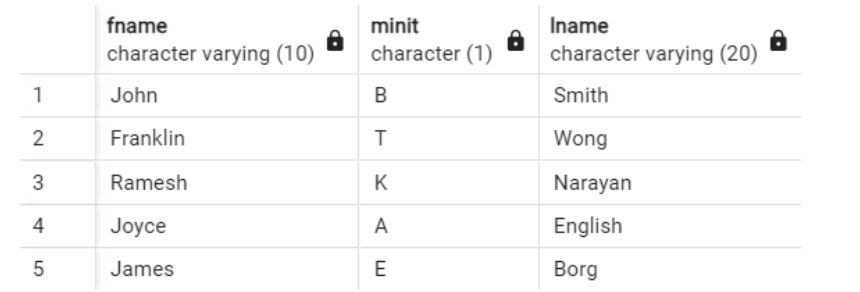 fname minit lname
character varying (10) character (1) character varying (20)
1 John B Smith
2 Franklin T Wong
3 Ramesh K Narayan
4 Joyce A English
5 James E Borg